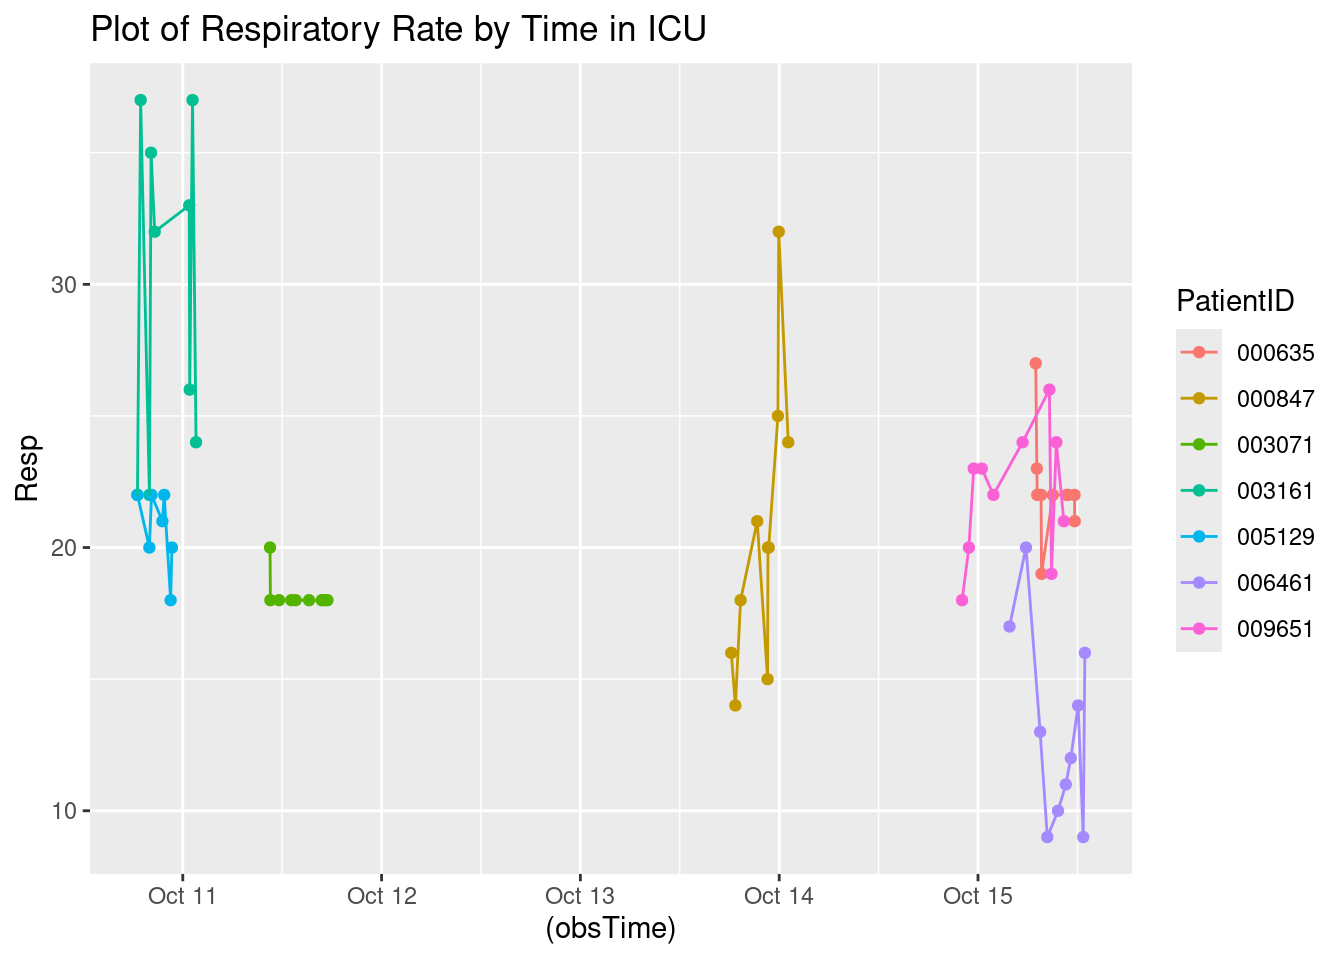 Plot of Respiratory Rate by Time in ICU
Resp
30
20
10
Oct 11
Oct 12
Oct 13
Oct 14
Oct 15
(obsTime)
PatientID
000635
000847
003071
003161
005129
006461
009651